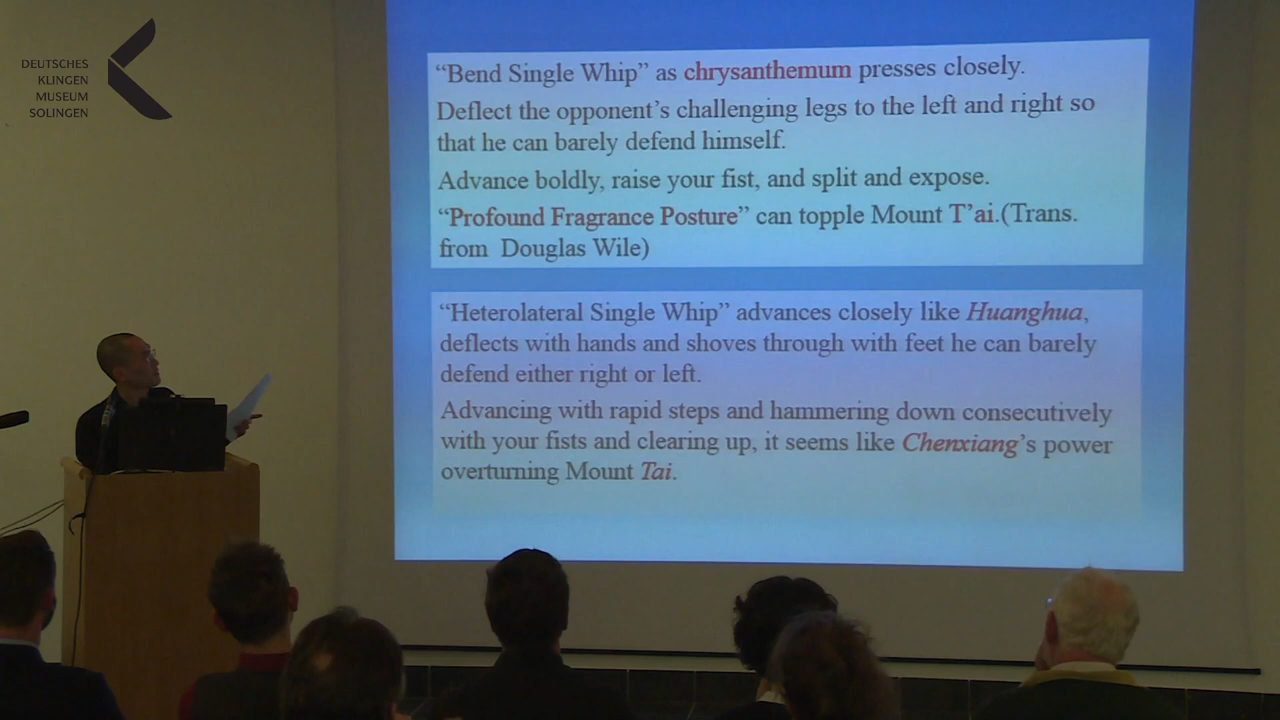 DEUTSCHES
KLINGEN
MUSEUM
SOLINGEN
“Bend Single Whip” as chrysanthemum presses closely.
Deflect the opponent’s challenging legs to the left and right so
that he can barely defend himself.
Advance boldly, raise your fist, and split and expose.
“Profound Fragrance Posture” can topple Mount T’ai.(Trans.
from Douglas Wile)
“Heterolateral Single Whip” advances closely like Huanghua,
deflects with hands and shoves through with feet he can barely
defend either right or left.
Advancing with rapid steps and hammering down consecutively
with your fists and clearing up, it seems like Chenxiang’s power
overturning Mount Tai.